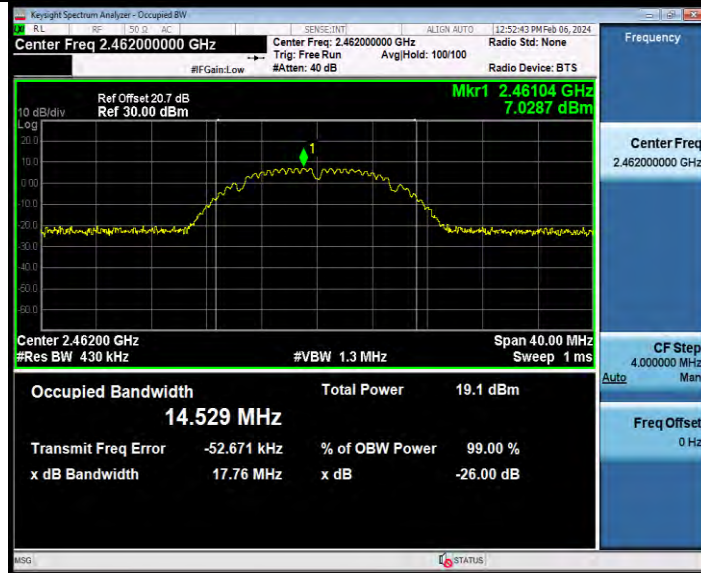 Keysight Spectrum Analyzer - Occupied BW
RL RF 50 Ω AC SENSE:INT ALIGN AUTO 12:52:43 PM Feb 06, 2024
Center Freq 2.462000000 GHz
Center Freq: 2.462000000 GHz
Radio Std: None
Trig: Free Run Avg|Hold: 100/100
#IFGain:Low #Atten: 40 dB Radio Device: BTS
Frequency
Ref Offset 20.7 dB
10 dB/div Ref 30.00 dBm
Mkr1 2.46104 GHz
7.0287 dBm
Log
20.0
10.0
0.00
-10.0
-20.0
-30.0
-40.0
-50.0
-60.0
1
Center Freq
2.462000000 GHz
Center 2.46200 GHz Span 40.00 MHz
#Res BW 430 kHz #VBW 1.3 MHz Sweep 1 ms
CF Step
4.000000 MHz
Auto Man
Occupied Bandwidth Total Power 19.1 dBm
14.529 MHz
Transmit Freq Error -52.671 kHz % of OBW Power 99.00 %
x dB Bandwidth 17.76 MHz x dB -26.00 dB
Freq Offset
0 Hz
MSG STATUS